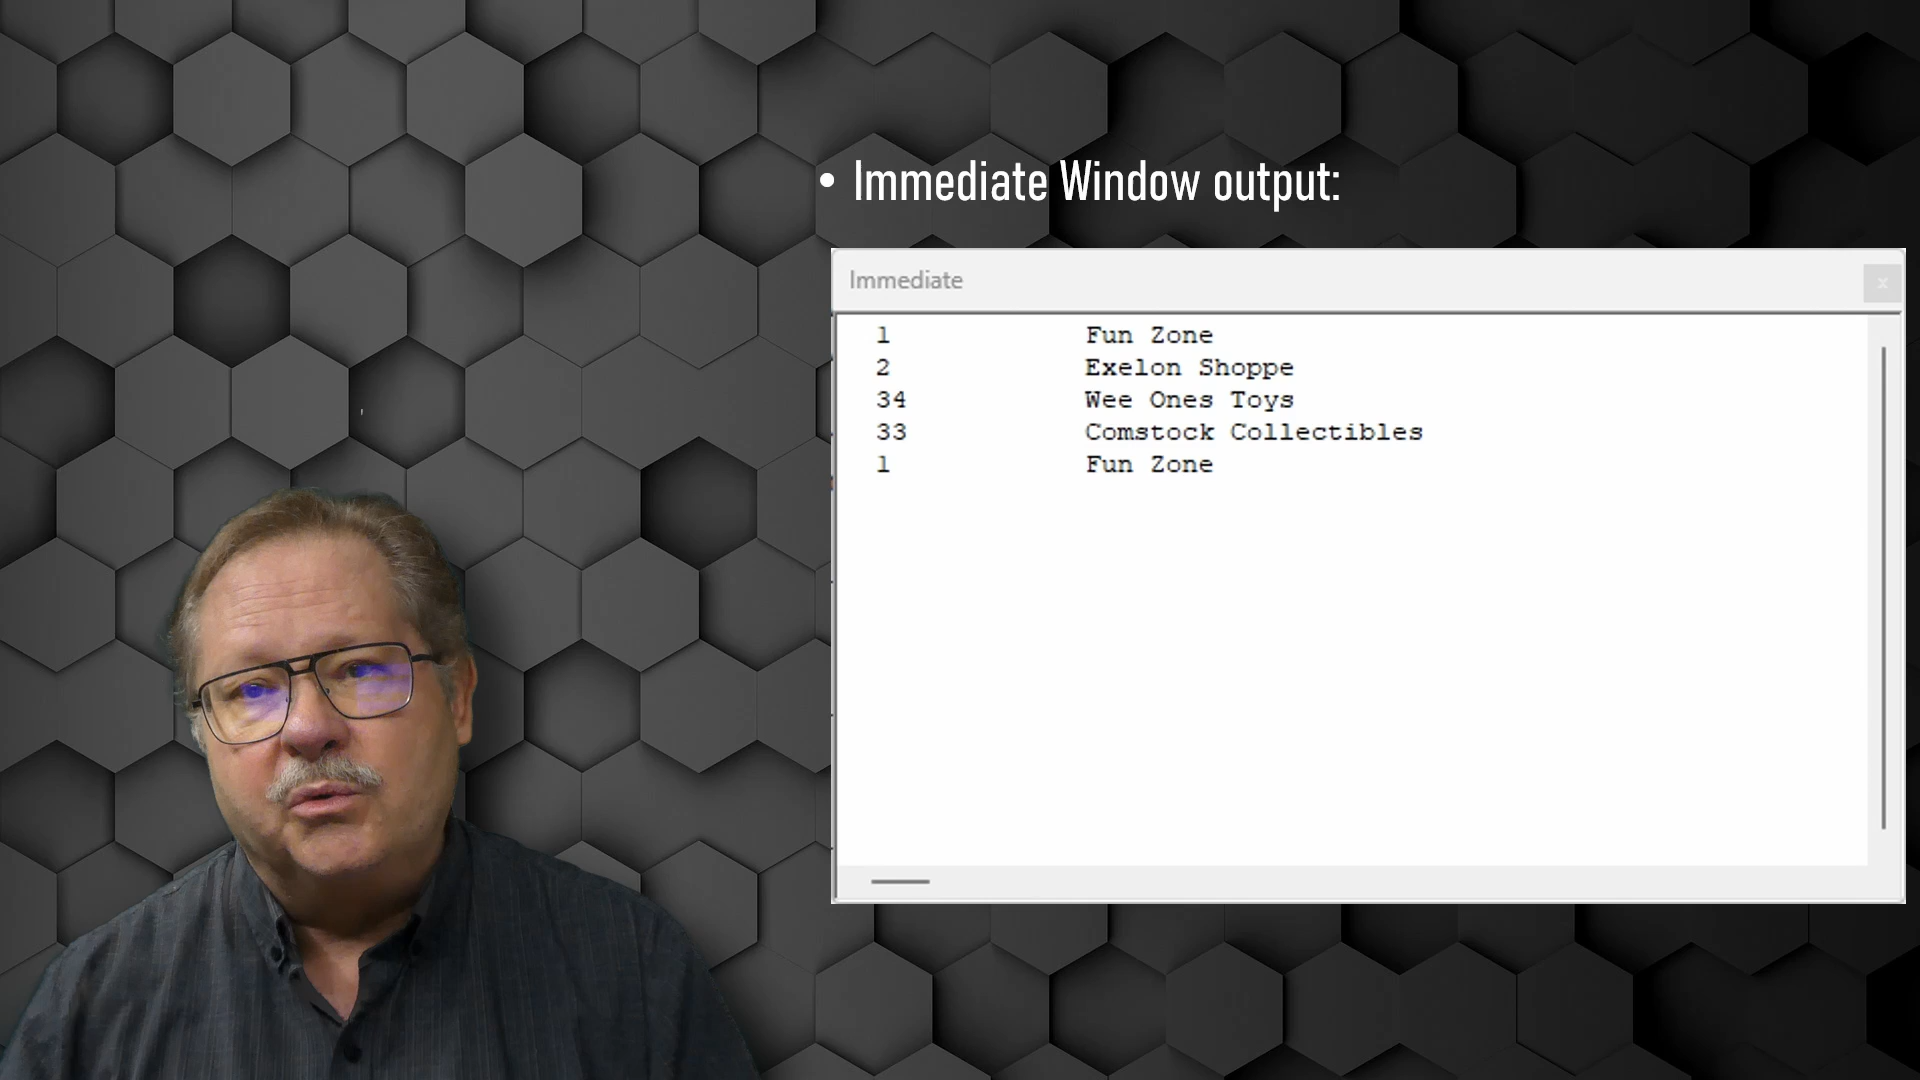 • Immediate Window output:
Immediate
x
1 Fun Zone
2 Exelon Shoppe
34 Wee Ones Toys
33 Comstock Collectibles
1 Fun Zone